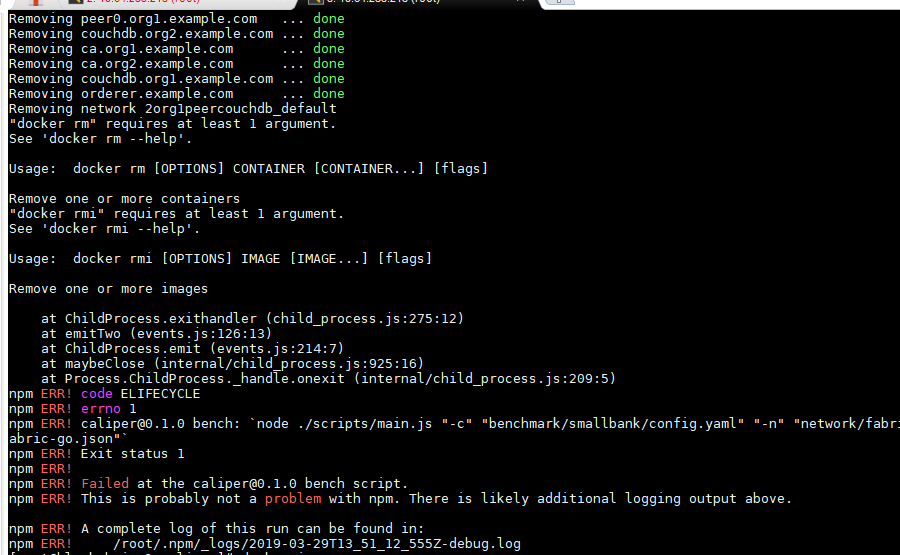 Removing peer0.org1.example.com   ... done
Removing couchdb.org2.example.com ... done
Removing ca.org1.example.com      ... done
Removing ca.org2.example.com      ... done
Removing couchdb.org1.example.com ... done
Removing orderer.example.com      ... done
Removing network 2org1peercouchdb_default
"docker rm" requires at least 1 argument.
See 'docker rm --help'.
Usage:  docker rm [OPTIONS] CONTAINER [CONTAINER...] [flags]
Remove one or more containers
"docker rmi" requires at least 1 argument.
See 'docker rmi --help'.
Usage:  docker rmi [OPTIONS] IMAGE [IMAGE...] [flags]
Remove one or more images
    at ChildProcess.exithandler (child_process.js:275:12)
    at emitTwo (events.js:126:13)
    at ChildProcess.emit (events.js:214:7)
    at maybeClose (internal/child_process.js:925:16)
    at Process.ChildProcess._handle.onexit (internal/child_process.js:209:5)
npm ERR! code ELIFECYCLE
npm ERR! errno 1
npm ERR! caliper@0.1.0 bench: `node ./scripts/main.js "-c" "benchmark/smallbank/config.yaml" "-n" "network/fabri
abric-go.json"`
npm ERR! Exit status 1
npm ERR!
npm ERR! Failed at the caliper@0.1.0 bench script.
npm ERR! This is probably not a problem with npm. There is likely additional logging output above.
npm ERR! A complete log of this run can be found in:
npm ERR!     /root/.npm/_logs/2019-03-29T13_51_12_555Z-debug.log